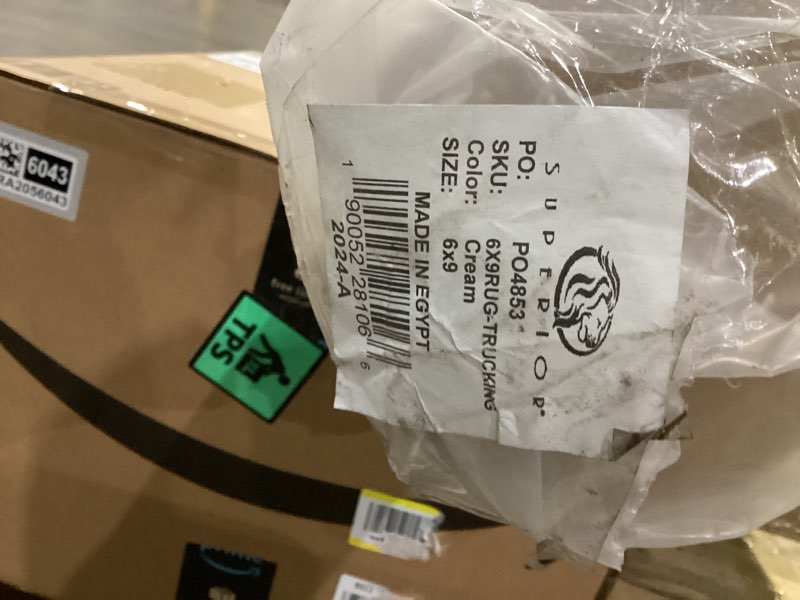 SUPERIOR®
PO: PO4853
SKU: 6X9RUG-TRUCKING
Color: Cream
SIZE: 6x9
MADE IN EGYPT
1 90052 28106 6
2024-A
6043
RA2056043
TPS